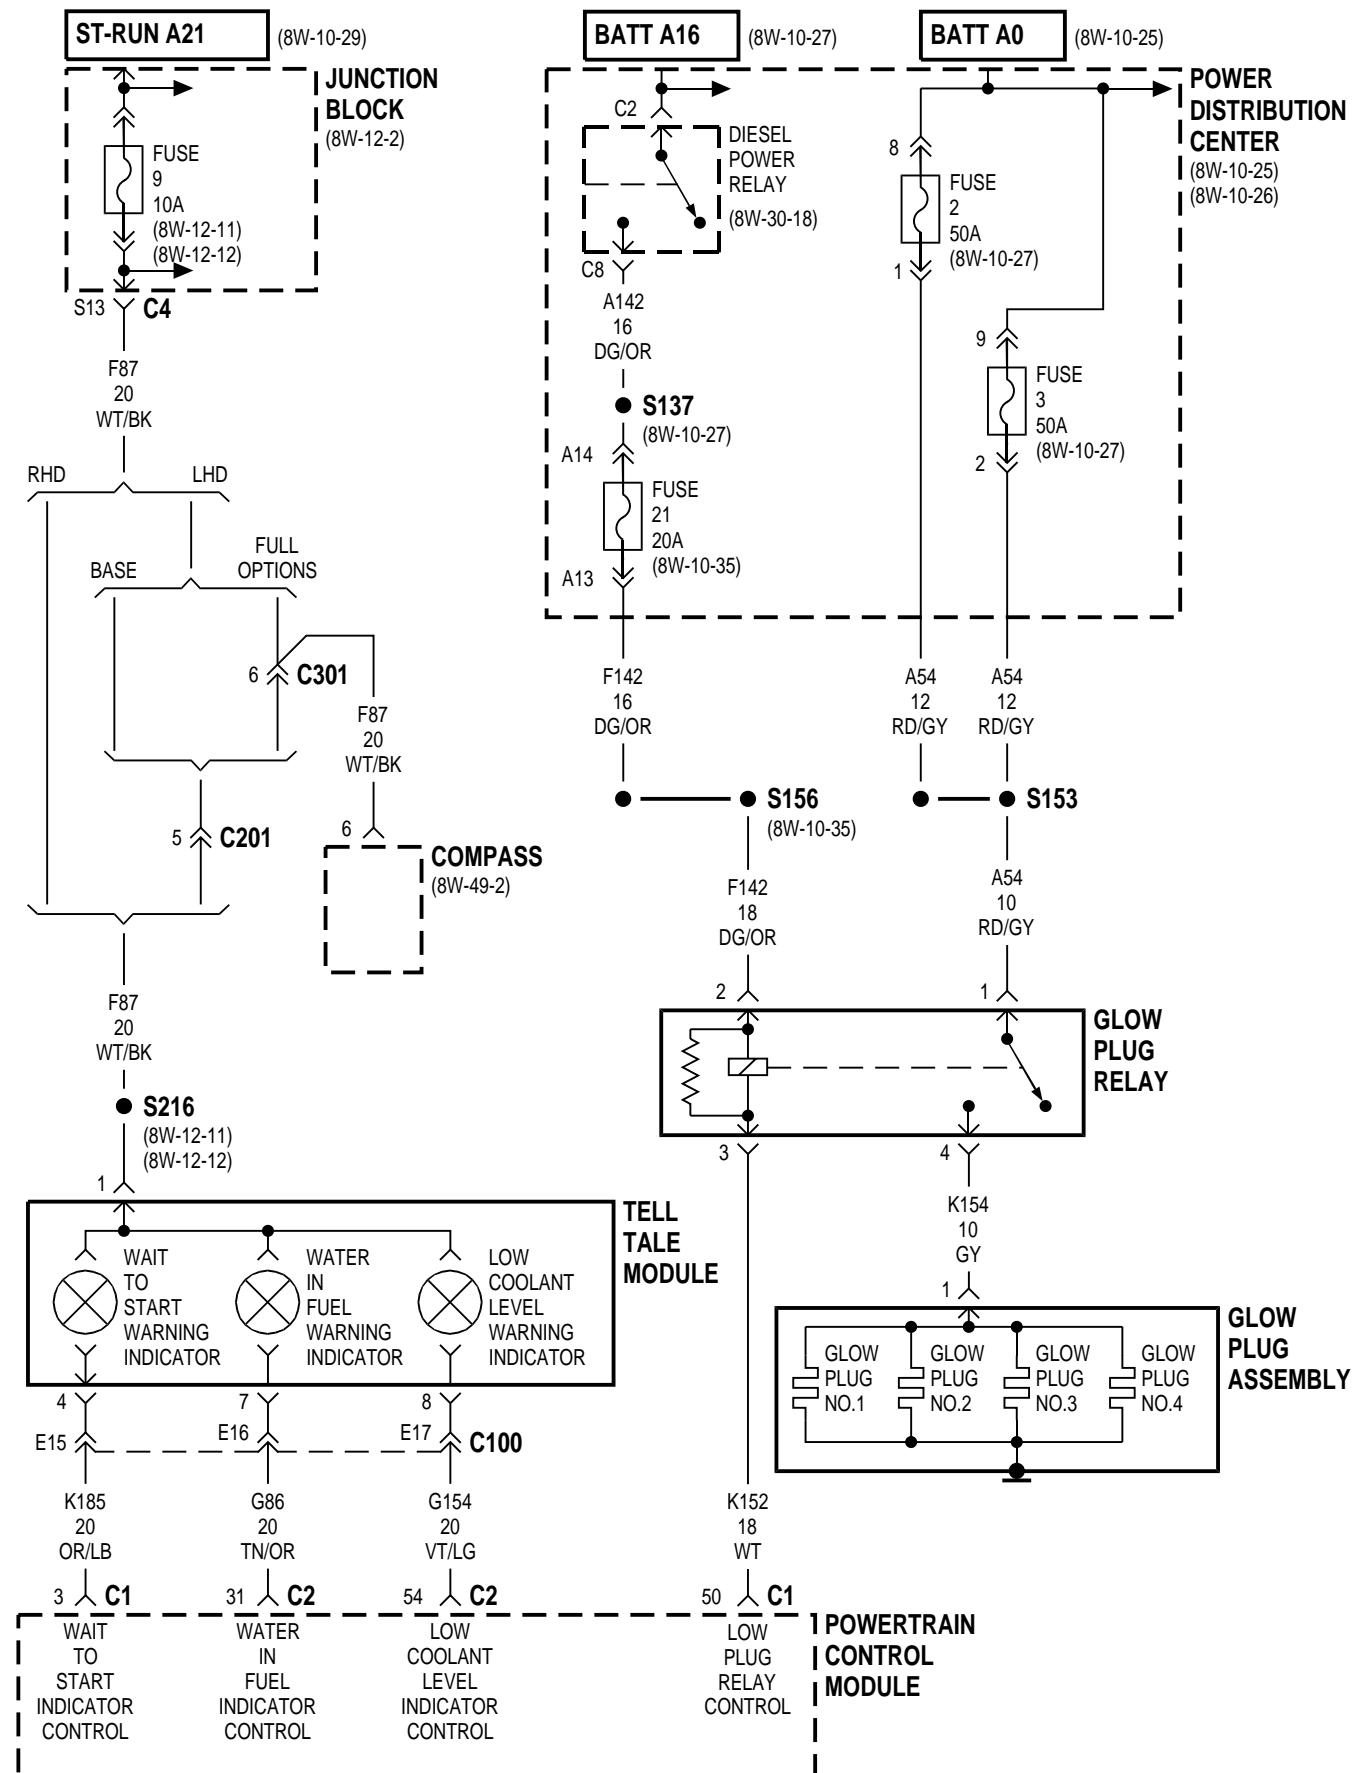 ST-RUN A21
(8W-10-29)
BATT A16
(8W-10-27)
BATT A0
(8W-10-25)
JUNCTION
BLOCK
(8W-12-2)
FUSE
9
10A
(8W-12-11)
(8W-12-12)
S13
C4
F87
20
WT/BK
RHD
LHD
BASE
FULL
OPTIONS
6
C301
F87
20
WT/BK
5
C201
6
COMPASS
(8W-49-2)
F87
20
WT/BK
S216
(8W-12-11)
(8W-12-12)
1
C2
DIESEL
POWER
RELAY
(8W-30-18)
C8
A142
16
DG/OR
S137
(8W-10-27)
A14
FUSE
21
20A
(8W-10-35)
A13
8
FUSE
2
50A
(8W-10-27)
1
9
FUSE
3
50A
(8W-10-27)
2
POWER
DISTRIBUTION
CENTER
(8W-10-25)
(8W-10-26)
F142
16
DG/OR
A54
12
RD/GY
A54
12
RD/GY
S156
(8W-10-35)
S153
F142
18
DG/OR
A54
10
RD/GY
2
1
GLOW
PLUG
RELAY
3
4
K154
10
GY
1
TELL
TALE
MODULE
WAIT
TO
START
WARNING
INDICATOR
WATER
IN
FUEL
WARNING
INDICATOR
LOW
COOLANT
LEVEL
WARNING
INDICATOR
GLOW
PLUG
ASSEMBLY
GLOW
PLUG
NO.1
GLOW
PLUG
NO.2
GLOW
PLUG
NO.3
GLOW
PLUG
NO.4
4
7
8
E15
E16
E17
C100
K185
20
OR/LB
G86
20
TN/OR
G154
20
VT/LG
K152
18
WT
3
C1
31
C2
54
C2
50
C1
WAIT
TO
START
INDICATOR
CONTROL
WATER
IN
FUEL
INDICATOR
CONTROL
LOW
COOLANT
LEVEL
INDICATOR
CONTROL
LOW
PLUG
RELAY
CONTROL
POWERTRAIN
CONTROL
MODULE